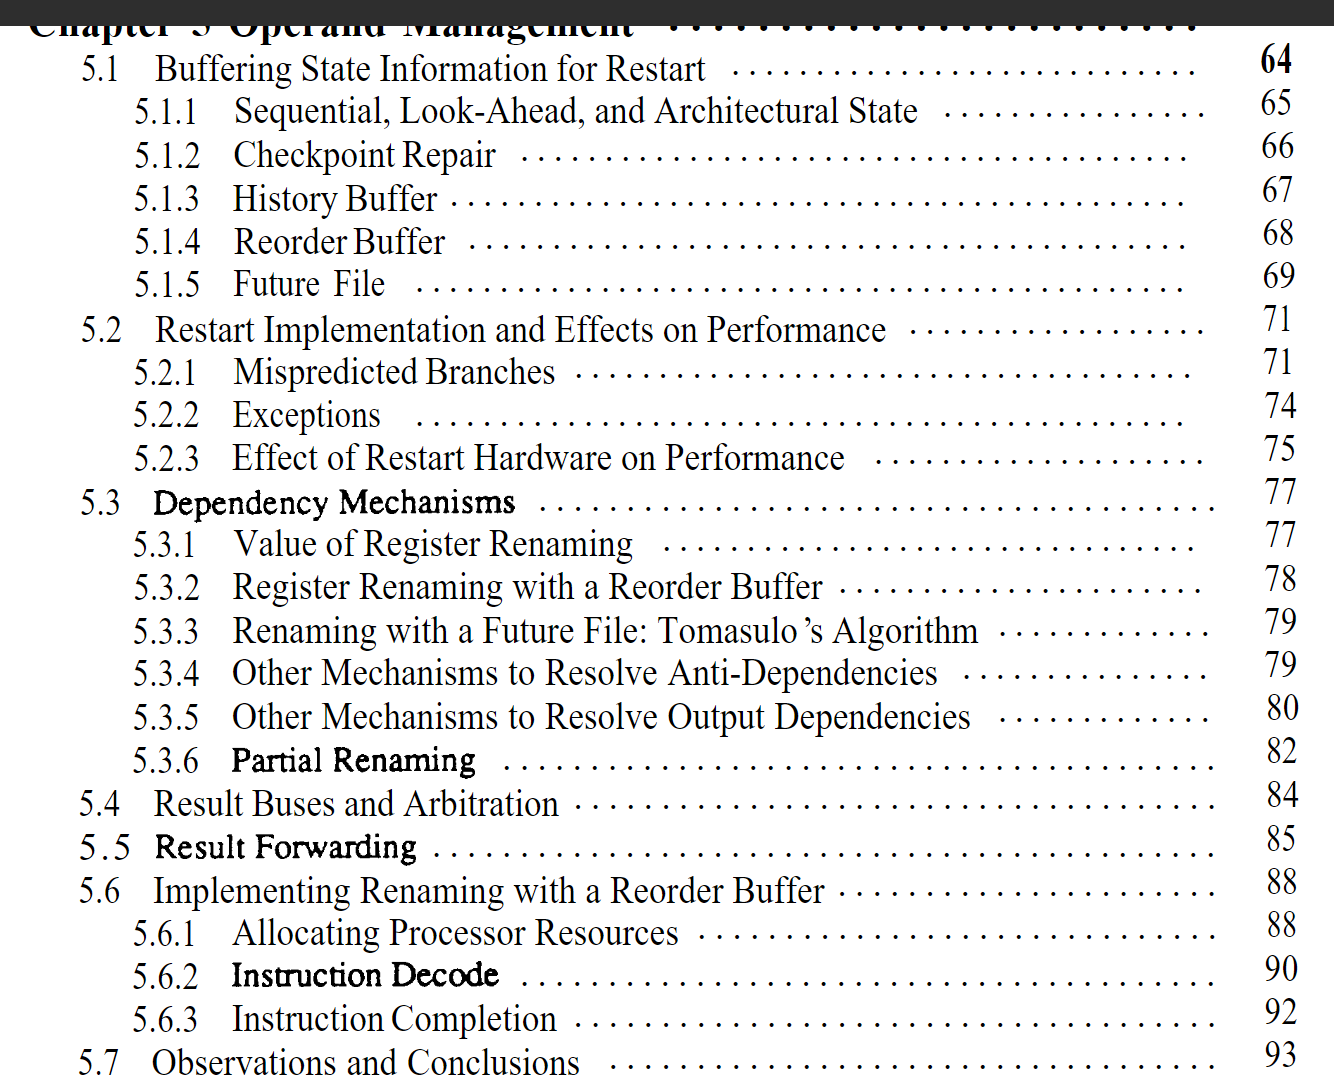 Chapter 5 Operand Management . . . . . . . . . . . . . . . . . . . .
5.1 Buffering State Information for Restart . . . . . . . . . . . . . . . . . . . . 64
5.1.1 Sequential, Look-Ahead, and Architectural State . . . . . . . . . . . . . . . . . . . . 65
5.1.2 Checkpoint Repair . . . . . . . . . . . . . . . . . . . . 66
5.1.3 History Buffer . . . . . . . . . . . . . . . . . . . . 67
5.1.4 Reorder Buffer . . . . . . . . . . . . . . . . . . . . 68
5.1.5 Future File . . . . . . . . . . . . . . . . . . . . 69
5.2 Restart Implementation and Effects on Performance . . . . . . . . . . . . . . . . . . . . 71
5.2.1 Mispredicted Branches . . . . . . . . . . . . . . . . . . . . 71
5.2.2 Exceptions . . . . . . . . . . . . . . . . . . . . 74
5.2.3 Effect of Restart Hardware on Performance . . . . . . . . . . . . . . . . . . . . 75
5.3 Dependency Mechanisms . . . . . . . . . . . . . . . . . . . . 77
5.3.1 Value of Register Renaming . . . . . . . . . . . . . . . . . . . . 77
5.3.2 Register Renaming with a Reorder Buffer . . . . . . . . . . . . . . . . . . . . 78
5.3.3 Renaming with a Future File: Tomasulo's Algorithm . . . . . . . . . . . . . 79
5.3.4 Other Mechanisms to Resolve Anti-Dependencies . . . . . . . . . . . . . . . 79
5.3.5 Other Mechanisms to Resolve Output Dependencies . . . . . . . . . . . . . 80
5.3.6 Partial Renaming . . . . . . . . . . . . . . . . . . . . 82
5.4 Result Buses and Arbitration . . . . . . . . . . . . . . . . . . . . 84
5.5 Result Forwarding . . . . . . . . . . . . . . . . . . . . 85
5.6 Implementing Renaming with a Reorder Buffer . . . . . . . . . . . . . . . . . . . . 88
5.6.1 Allocating Processor Resources . . . . . . . . . . . . . . . . . . . . 88
5.6.2 Instruction Decode . . . . . . . . . . . . . . . . . . . . 90
5.6.3 Instruction Completion . . . . . . . . . . . . . . . . . . . . 92
5.7 Observations and Conclusions . . . . . . . . . . . . . . . . . . . . 93